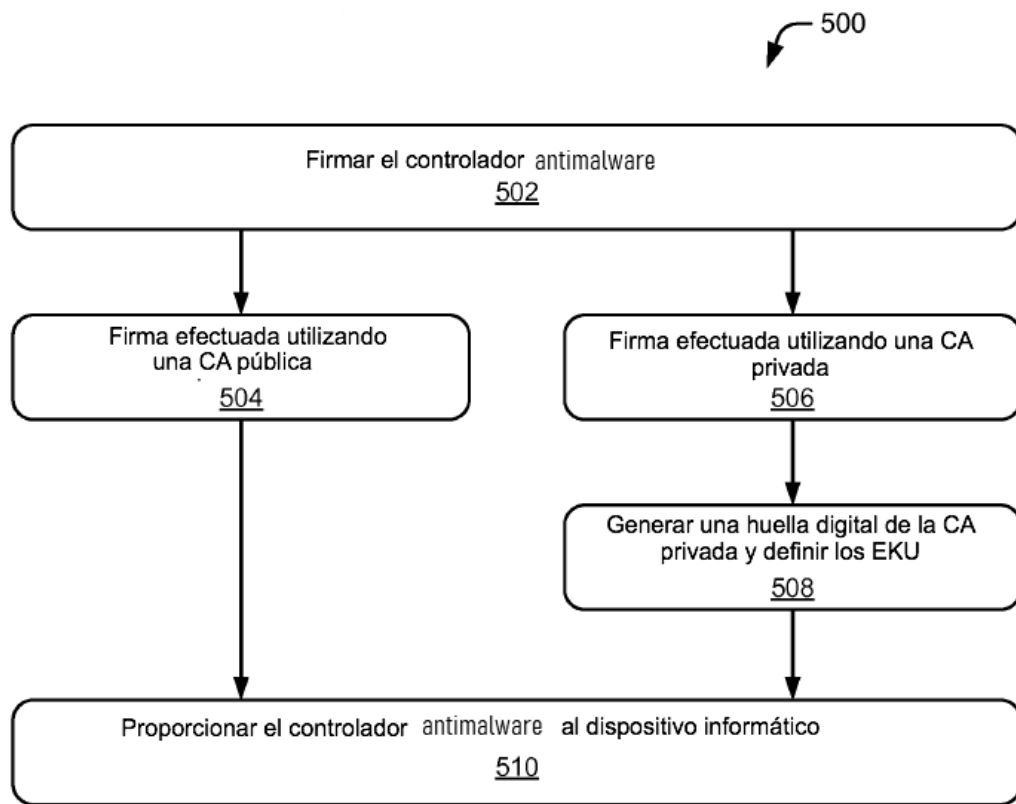 500
Firmar el controlador antimalware
502
Firma efectuada utilizando
una CA pública
504
Firma efectuada utilizando una CA
privada
506
Generar una huella digital de la CA
privada y definir los EKU
508
Proporcionar el controlador antimalware al dispositivo informático
510